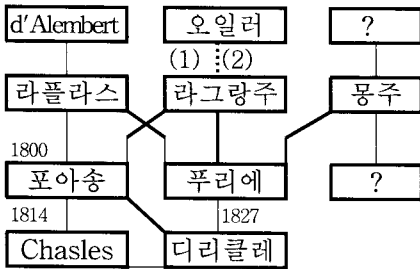 d'Alembert 오일러 ?
(1) (2)
라플라스 라그랑주 몽주
1800
포아송 푸리에 ?
1814 1827
Chasles 디리클레